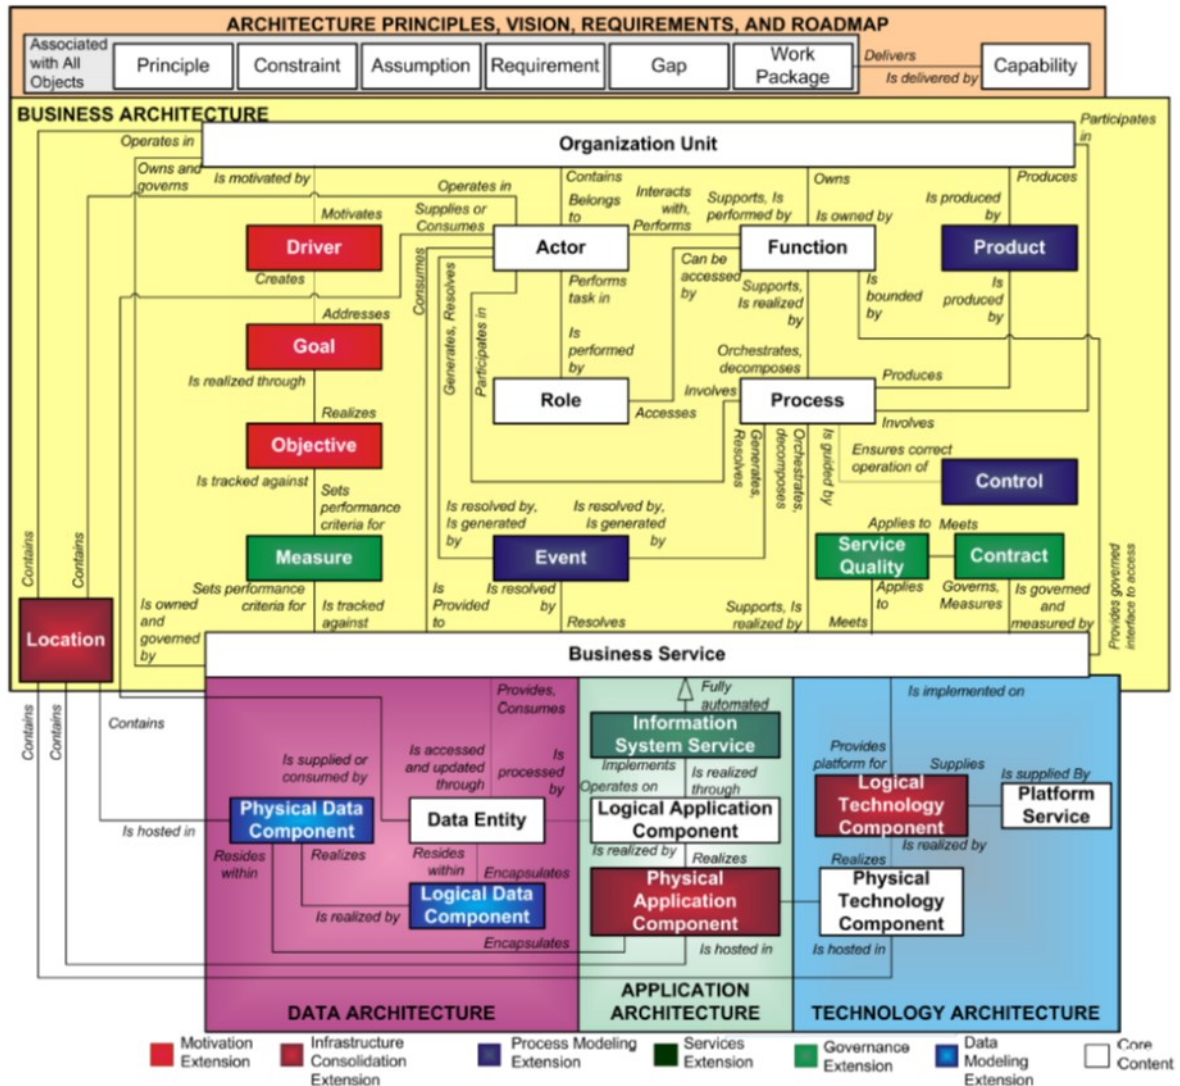 ARCHITECTURE PRINCIPLES, VISION, REQUIREMENTS, AND ROADMAP
Associated
with All
Objects
Principle
Constraint
Assumption
Requirement
Gap
Work
Package
Delivers
Is delivered by
Capability
BUSINESS ARCHITECTURE
Participates
in
Operates in
Organization Unit
Owns and
governs
Is motivated by
Operates in
Contains
Belongs
to
Interacts
with,
Performs
Supports, Is
performed by
Owns
Is owned by
Produces
Is produced
by
Motivates
Supplies or
Consumes
Driver
Actor
Function
Product
Creates
Consumes
Generates, Resolves
Participates in
Performs
task in
Can be
accessed
by
Supports,
Is realized
by
Is
bounded
by
Is
produced
by
Addresses
Goal
Is realized through
Is
performed
by
Orchestrates,
decomposes
Produces
Realizes
Role
Involves
Accesses
Process
Involves
Objective
Is tracked against
Sets
performance
criteria for
Generates,
Resolves
Orchestrates,
decomposes
Is guided by
Ensures correct
operation of
Control
Is resolved by,
Is generated
by
Is resolved by,
Is generated
by
Applies to
Meets
Measure
Event
Service
Quality
Contract
Contains
Contains
Sets performance
criteria for
Is tracked
against
Is
Provided
to
Is resolved
by
Resolves
Supports, Is
realized by
Applies
to
Meets
Governs,
Measures
Is governed
and
measured by
Provides governed
interface to access
Location
Is owned
and
governed
by
Business Service
Contains
Contains
Contains
Provides,
Consumes
Fully
automated
Is implemented on
Information
System Service
Is supplied or
consumed by
Is accessed
and updated
through
Is
processed
by
Implements
Operates on
Is realized
through
Provides
platform for
Supplies
Is supplied By
Logical
Technology
Component
Platform
Service
Is hosted in
Physical Data
Component
Data Entity
Logical Application
Component
Is realized by
Resides
within
Realizes
Resides
within
Encapsulates
Is realized by
Realizes
Realizes
Logical Data
Component
Is realized by
Physical
Application
Component
Physical
Technology
Component
Encapsulates
Is hosted in
Is hosted in
DATA ARCHITECTURE
APPLICATION
ARCHITECTURE
TECHNOLOGY ARCHITECTURE
Motivation
Extension
Infrastructure
Consolidation
Extension
Process Modeling
Extension
Services
Extension
Governance
Extension
Data
Modeling
Extension
Core
Content